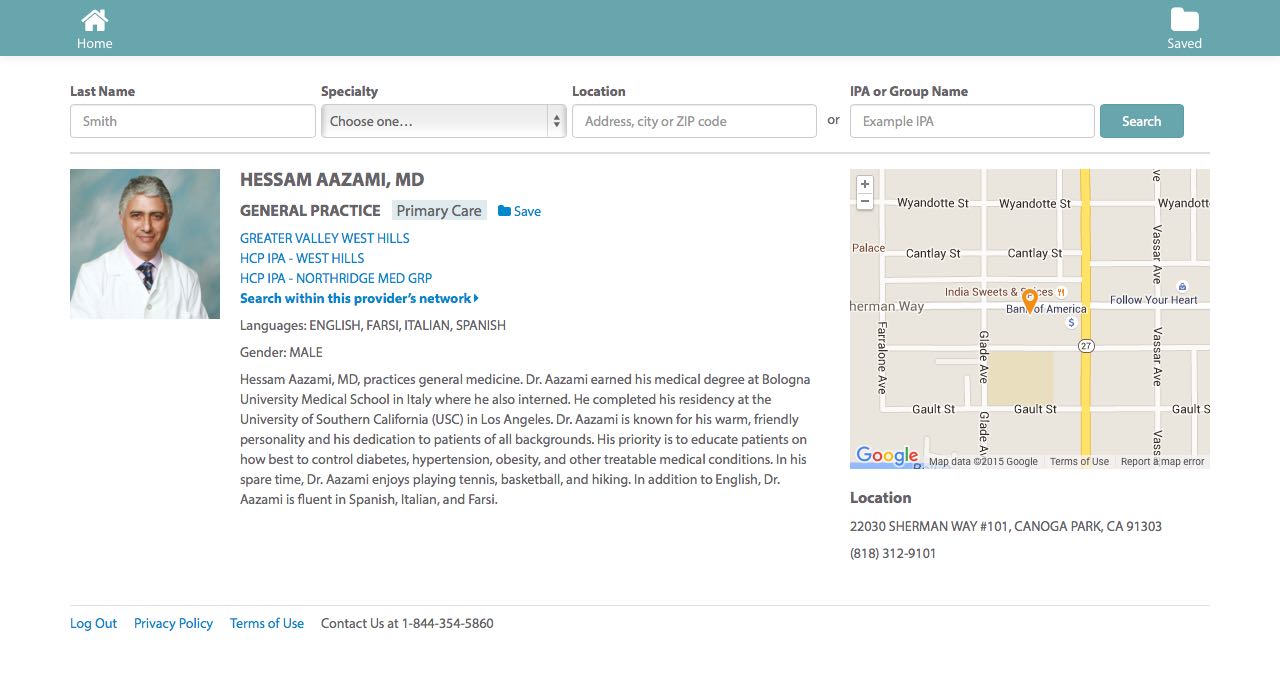 Home
Saved
Last Name
Specialty
Location
IPA or Group Name
Smith
Choose one...
Address, city or ZIP code
or
Example IPA
Search
HESSAM AAZAMI, MD
GENERAL PRACTICE Primary Care Save
GREATER VALLEY WEST HILLS
HCP IPA - WEST HILLS
HCP IPA - NORTHRIDGE MED GRP
Search within this provider's network
Languages: ENGLISH, FARSI, ITALIAN, SPANISH
Gender: MALE
Hessam Aazami, MD, practices general medicine. Dr. Aazami earned his medical degree at Bologna
University Medical School in Italy where he also interned. He completed his residency at the
University of Southern California (USC) in Los Angeles. Dr. Aazami is known for his warm, friendly
personality and his dedication to patients of all backgrounds. His priority is to educate patients on
how best to control diabetes, hypertension, obesity, and other treatable medical conditions. In his
spare time, Dr. Aazami enjoys playing tennis, basketball, and hiking. In addition to English, Dr.
Aazami is fluent in Spanish, Italian, and Farsi.
+
−
ve
Wyandotte St
Wyandotte St
Wyandott
Palace
Cantlay St
Cantlay St
Vassar Ave
India Sweets & Spices
herman Way
Bank of America
$
Follow Your Heart
Farralone Ave
Glade Ave
27
Vassar Ave
Gault St
Gault St
Gault S
Glade A
Vass
Google
Map data ©2015 Google
Terms of Use
Report a map error
Location
22030 SHERMAN WAY #101, CANOGA PARK, CA 91303
(818) 312-9101
Log Out Privacy Policy Terms of Use Contact Us at 1-844-354-5860